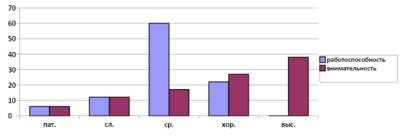 70
60
50
40
30
20
10
0
пат.
сл.
ср.
хор.
выс.
работоспособность
внимательность